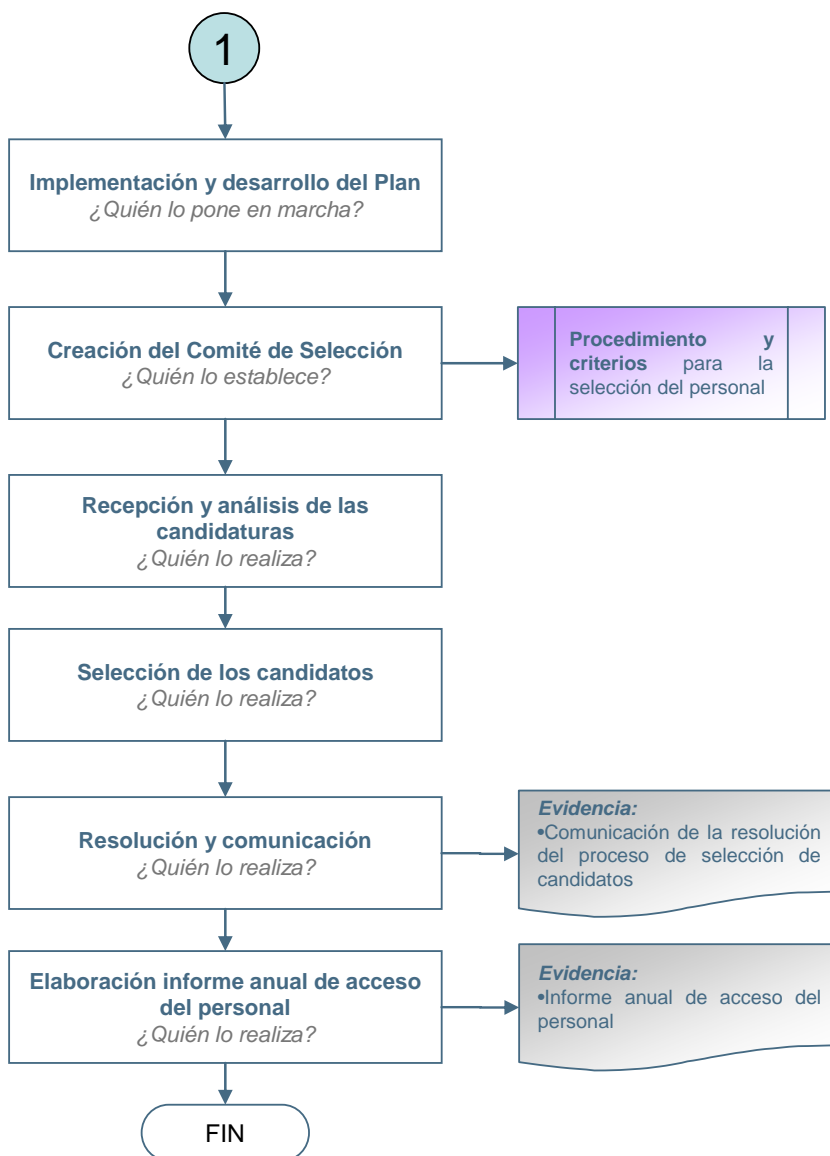 1
Implementación y desarrollo del Plan
¿Quién lo pone en marcha?
Creación del Comité de Selección
¿Quién lo establece?
Procedimiento y
criterios para la
selección del personal
Recepción y análisis de las
candidaturas
¿Quién lo realiza?
Selección de los candidatos
¿Quién lo realiza?
Resolución y comunicación
¿Quién lo realiza?
Evidencia:
•Comunicación de la resolución
del proceso de selección de
candidatos
Elaboración informe anual de acceso
del personal
¿Quién lo realiza?
Evidencia:
•Informe anual de acceso del
personal
FIN